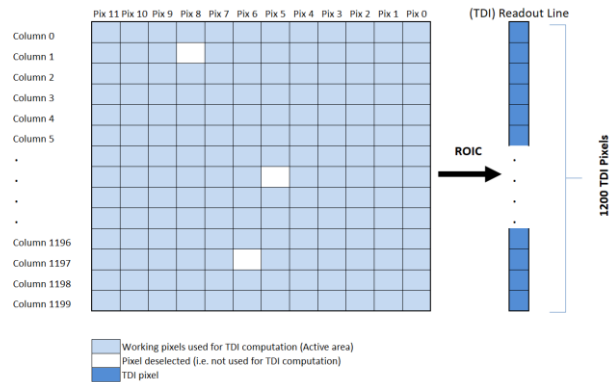 Pix 11 Pix 10 Pix 9 Pix 8 Pix 7 Pix 6 Pix 5 Pix 4 Pix 3 Pix 2 Pix 1 Pix 0
(TDI) Readout Line
Column 0
Column 1
Column 2
Column 3
Column 4
Column 5
.
.
.
.
ROIC
1200 TDI Pixels
Column 1196
Column 1197
Column 1198
Column 1199
Working pixels used for TDI computation (Active area)
Pixel deselected (i.e. not used for TDI computation)
TDI pixel